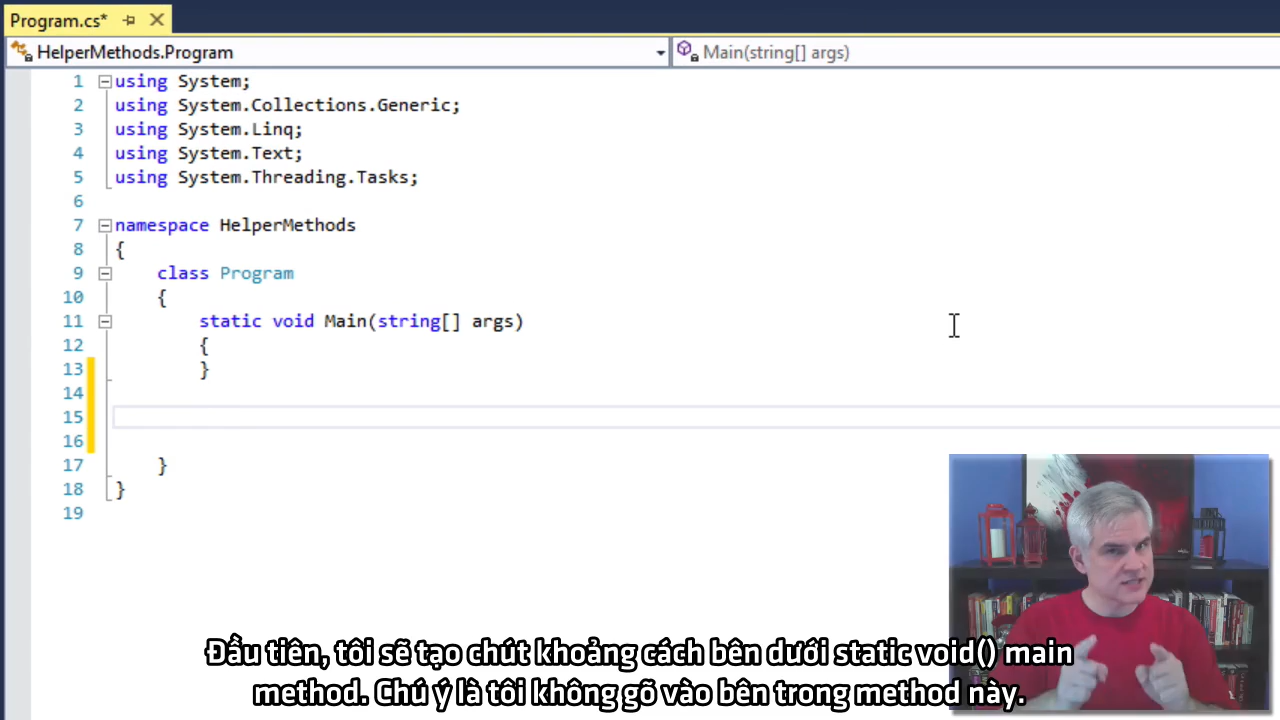 Program.cs*
HelperMethods.Program
Main(string[] args)
1 using System;
2 using System.Collections.Generic;
3 using System.Linq;
4 using System.Text;
5 using System.Threading.Tasks;
6
7 namespace HelperMethods
8 {
9 class Program
10 {
11 static void Main(string[] args)
12 {
13 }
14
15
16
17 }
18 }
19
Đầu tiên, tôi sẽ tạo chút khoảng cách bên dưới static void() main
method. Chú ý là tôi không gõ vào bên trong method này.